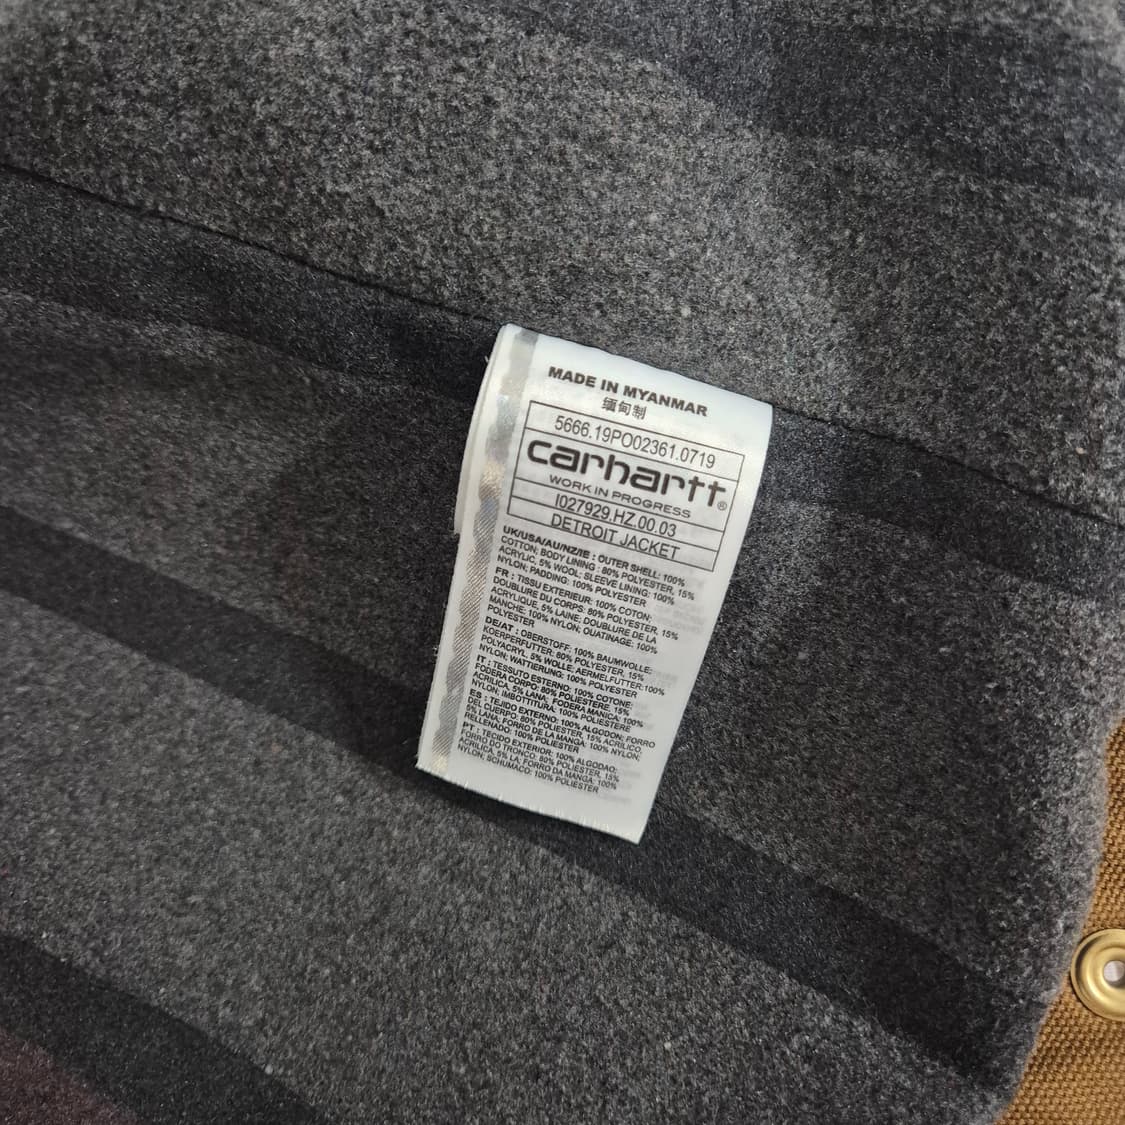 MADE IN MYANMAR
缅甸制
5666.19PO02361.0719
carhartt®
WORK IN PROGRESS
I027929.HZ.00.03
DETROIT JACKET
UK/USA/AU/NZ/IE : OUTER SHELL: 100%
COTTON; BODY LINING : 80% POLYESTER, 15%
ACRYLIC, 5% WOOL; SLEEVE LINING: 100%
NYLON; PADDING: 100% POLYESTER
FR : TISSU EXTERIEUR: 100% COTON;
DOUBLURE DU CORPS: 80% POLYESTER, 15%
ACRYLIQUE, 5% LAINE; DOUBLURE DE LA
MANCHE: 100% NYLON; OUATINAGE: 100%
POLYESTER
DE/AT : OBERSTOFF: 100% BAUMWOLLE;
KOERPERFUTTER: 80% POLYESTER, 15%
POLYACRYL, 5% WOLLE; AERMELFUTTER:100%
NYLON; WATTIERUNG: 100% POLYESTER
IT : TESSUTO ESTERNO: 100% COTONE;
FODERA CORPO: 80% POLIESTERE, 15%
ACRILICA, 5% LANA; FODERA MANICA: 100%
NYLON; IMBOTTITURA: 100% POLIESTERE
ES : TEJIDO EXTERNO: 100% ALGODON; FORRO
DEL CUERPO: 80% POLIESTER, 15% ACRILICO,
5% LANA; FORRO DE LA MANGA: 100% NYLON;
RELLENADO: 100% POLIESTER
PT : TECIDO EXTERIOR: 100% ALGODAO;
FORRO DO TRONCO: 80% POLIESTER, 15%
ACRILICA, 5% LA; FORRO DA MANGA: 100%
NYLON; SCHUMACO: 100% POLIESTER